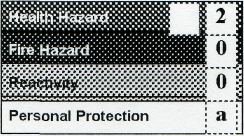 Health Hazard 2
Fire Hazard 0
Reactivity 0
Personal Protection a